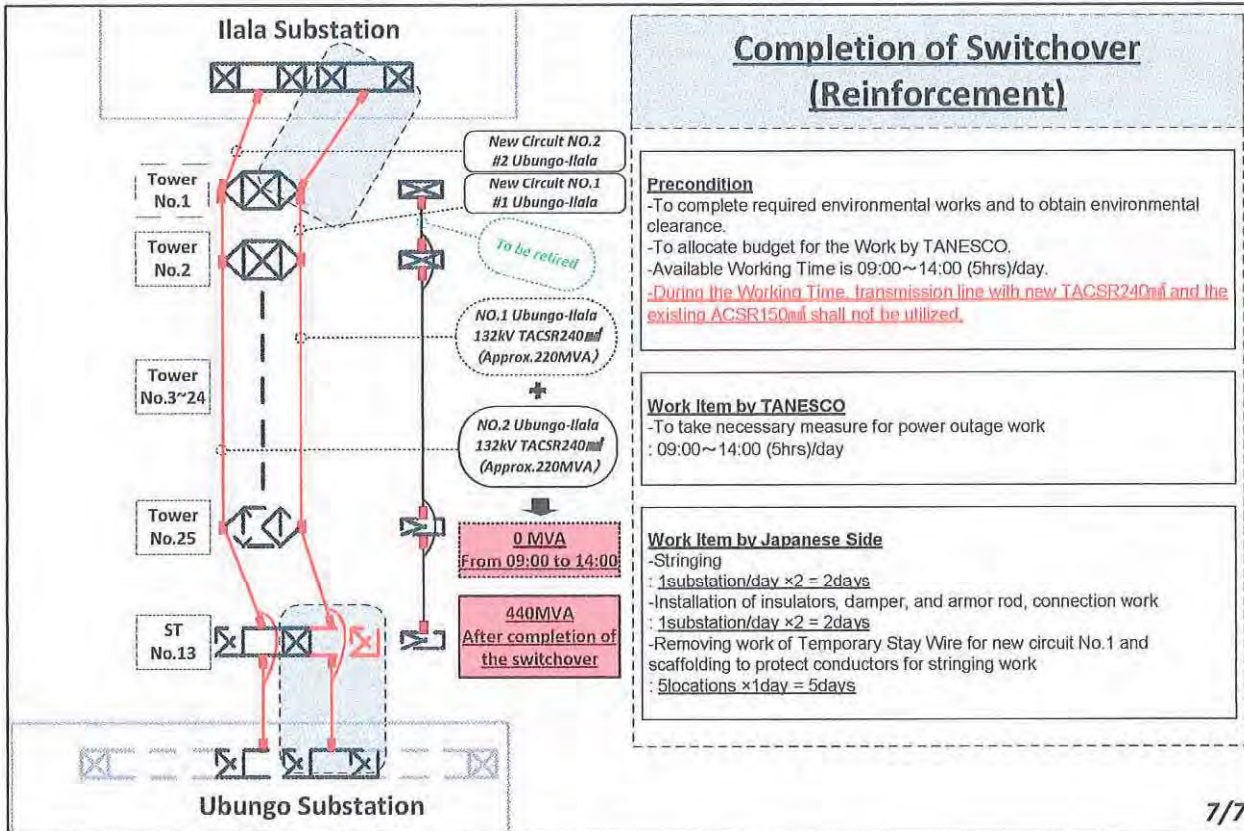 Ilala Substation
New Circuit NO.2
#2 Ubungo-Ilala
New Circuit NO.1
#1 Ubungo-Ilala
Tower
No.1
To be retired
Tower
No.2
NO.1 Ubungo-Ilala
132kV TACSR240㎟
(Approx.220MVA)
+
Tower
No.3~24
NO.2 Ubungo-Ilala
132kV TACSR240㎟
(Approx.220MVA)
Tower
No.25
0 MVA
From 09:00 to 14:00
ST
No.13
440MVA
After completion of
the switchover
Ubungo Substation
Completion of Switchover
(Reinforcement)
Precondition
-To complete required environmental works and to obtain environmental
clearance.
-To allocate budget for the Work by TANESCO.
-Available Working Time is 09:00～14:00 (5hrs)/day.
-During the Working Time, transmission line with new TACSR240㎟ and the
existing ACSR150㎟ shall not be utilized.
Work Item by TANESCO
-To take necessary measure for power outage work
: 09:00～14:00 (5hrs)/day
Work Item by Japanese Side
-Stringing
: 1substation/day ×2 = 2days
-Installation of insulators, damper, and armor rod, connection work
: 1substation/day ×2 = 2days
-Removing work of Temporary Stay Wire for new circuit No.1 and
scaffolding to protect conductors for stringing work
: 5locations ×1day = 5days
7/7